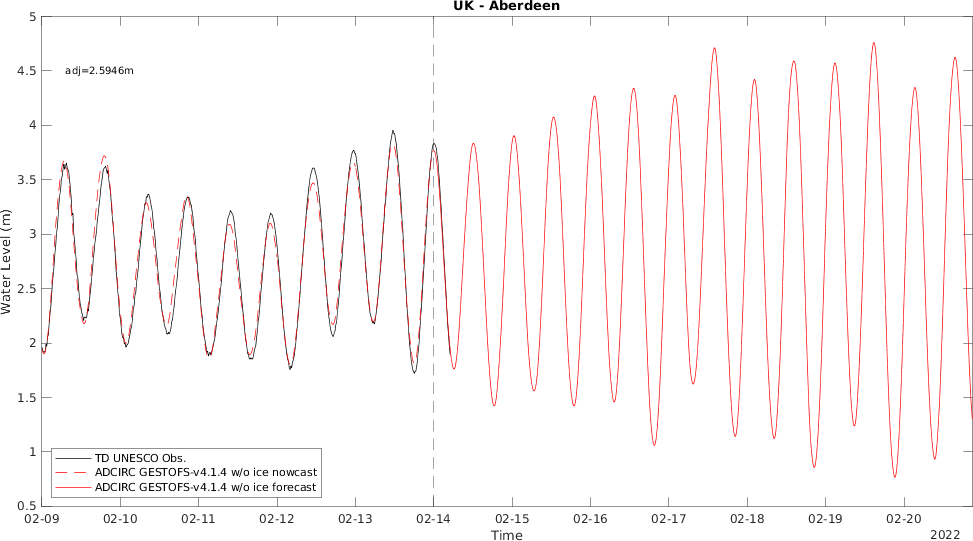 UK - Aberdeen
adj=2.5946m
Water Level (m)
5
4.5
4
3.5
3
2.5
2
1.5
1
0.5
TD UNESCO Obs.
ADCIRC GESTOFS-v4.1.4 w/o ice nowcast
ADCIRC GESTOFS-v4.1.4 w/o ice forecast
02-09 02-10 02-11 02-12 02-13 02-14 02-15 02-16 02-17 02-18 02-19 02-20
Time
2022